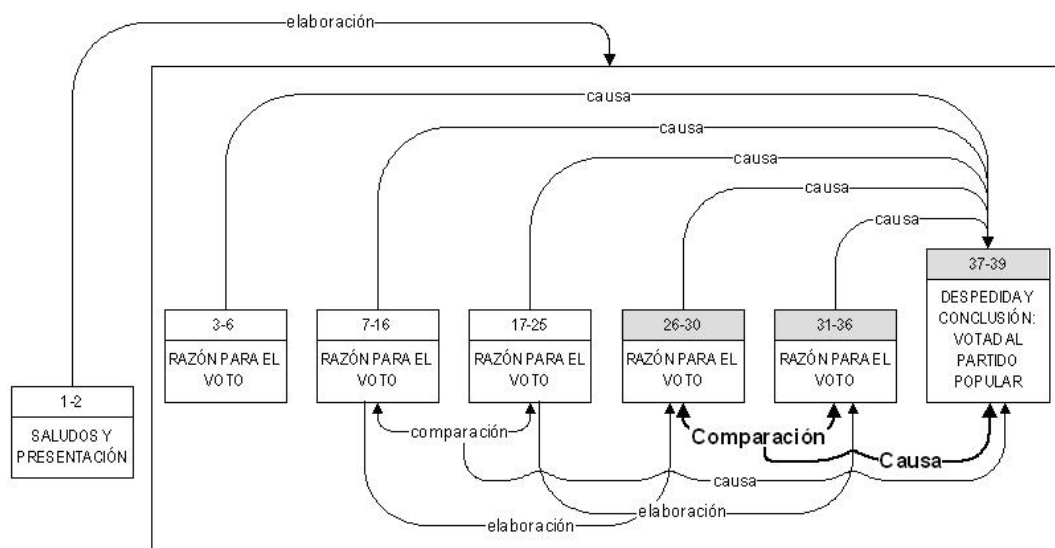 elaboración
causa
causa
causa
causa
causa
37-39
DESPEDIDA Y
CONCLUSIÓN:
VOTAD AL
PARTIDO
POPULAR
3-6
RAZÓN PARA EL
VOTO
7-16
RAZÓN PARA EL
VOTO
17-25
RAZÓN PARA EL
VOTO
26-30
RAZÓN PARA EL
VOTO
31-36
RAZÓN PARA EL
VOTO
1-2
SALUDOS Y
PRESENTACIÓN
comparación
Comparación
Causa
causa
elaboración
elaboración